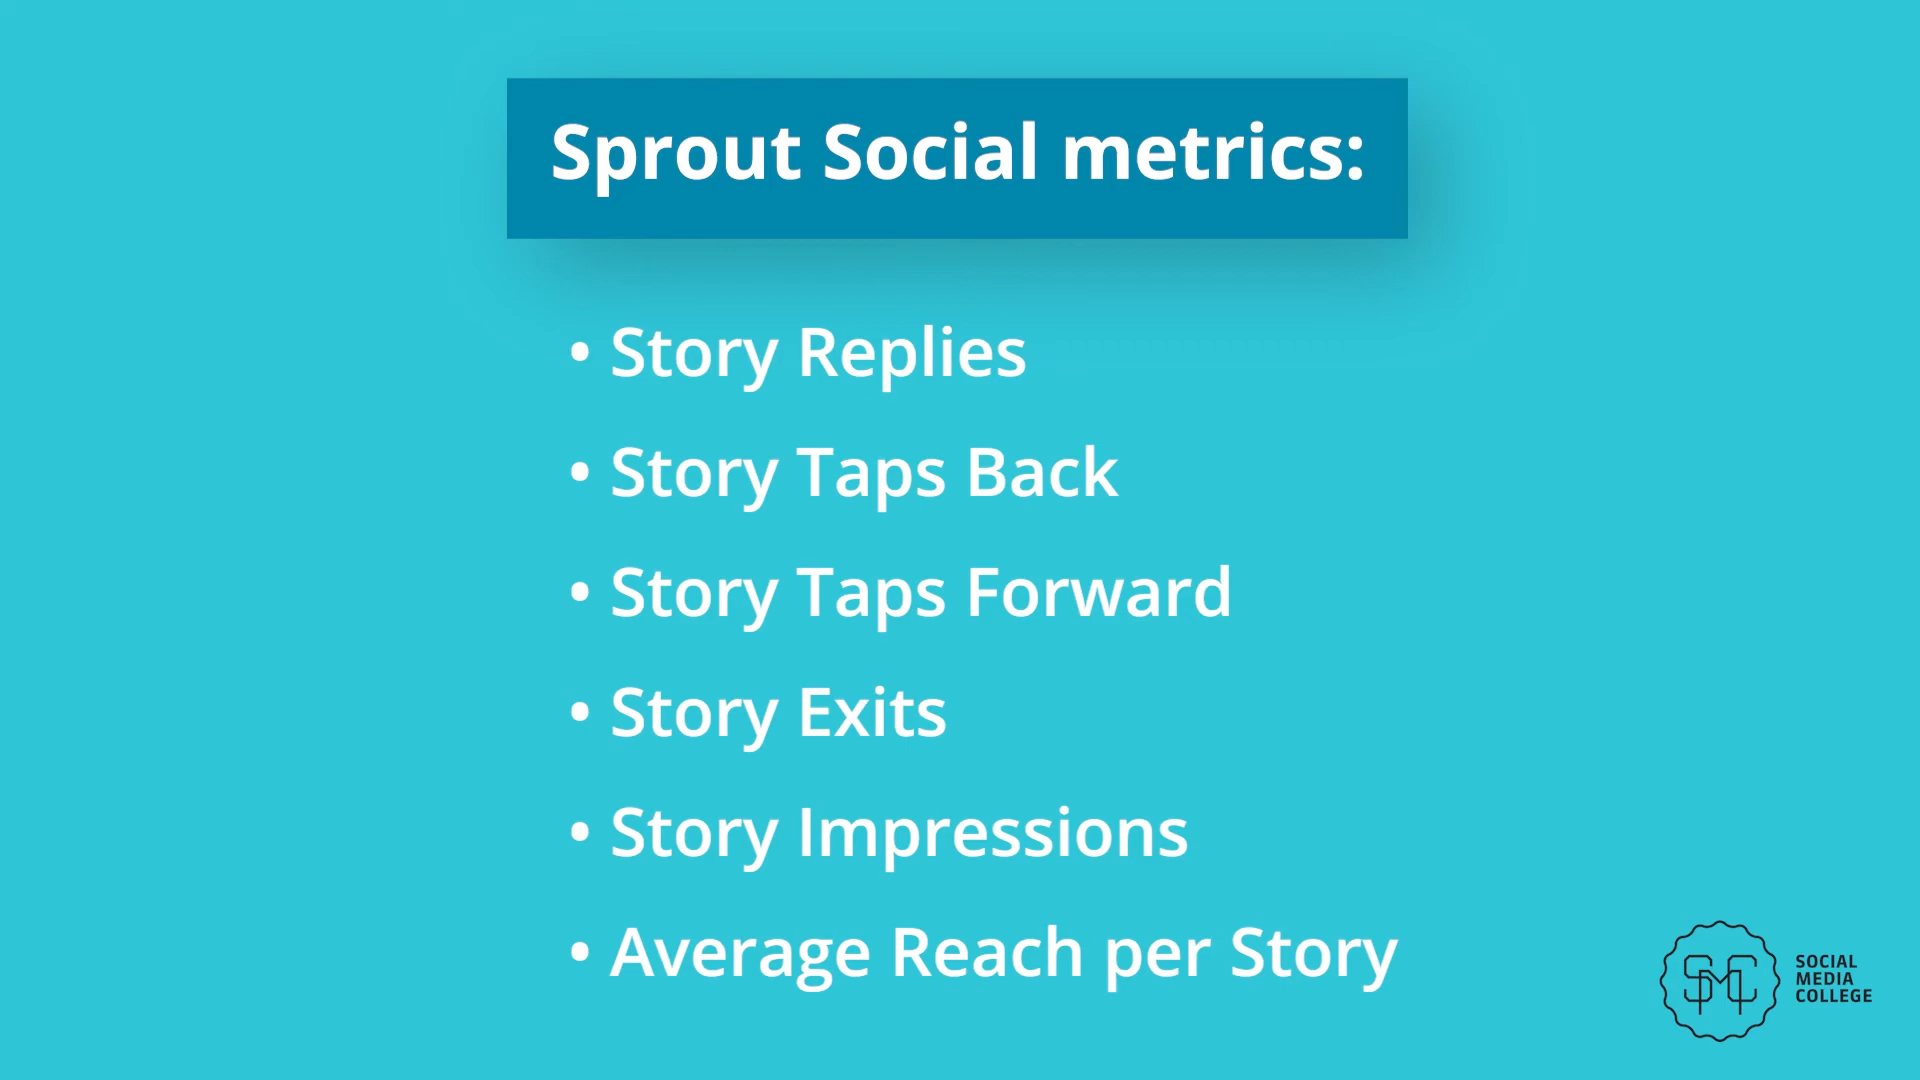 Sprout Social metrics:
• Story Replies
• Story Taps Back
• Story Taps Forward
• Story Exits
• Story Impressions
• Average Reach per Story
SMC
SOCIAL
MEDIA
COLLEGE